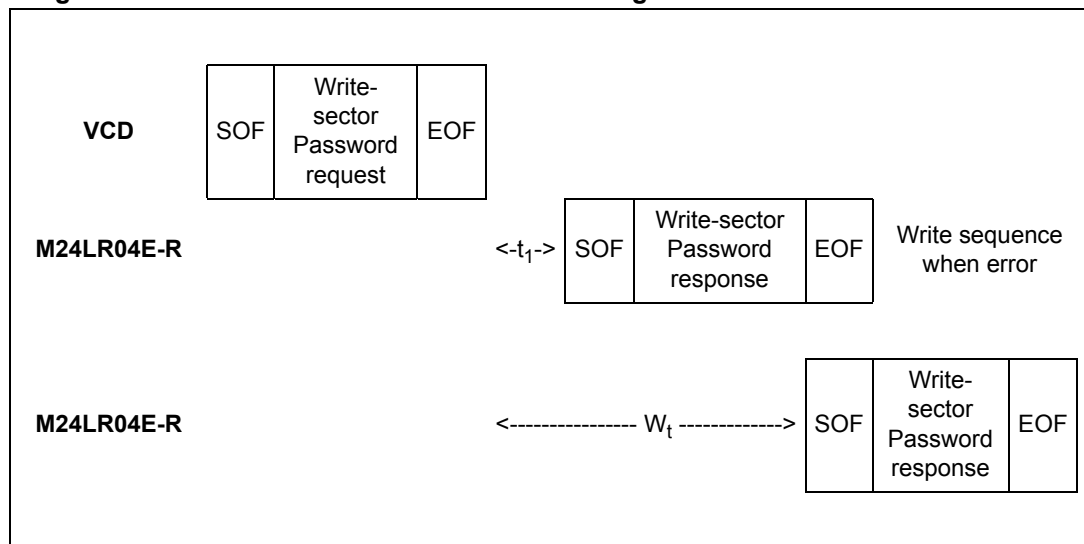 VCD SOF Write-
sector
Password
request EOF
M24LR04E-R <-t1-> SOF Write-sector
Password
response EOF Write sequence
when error
M24LR04E-R <---------------- Wt -------------> SOF Write-
sector
Password
response EOF